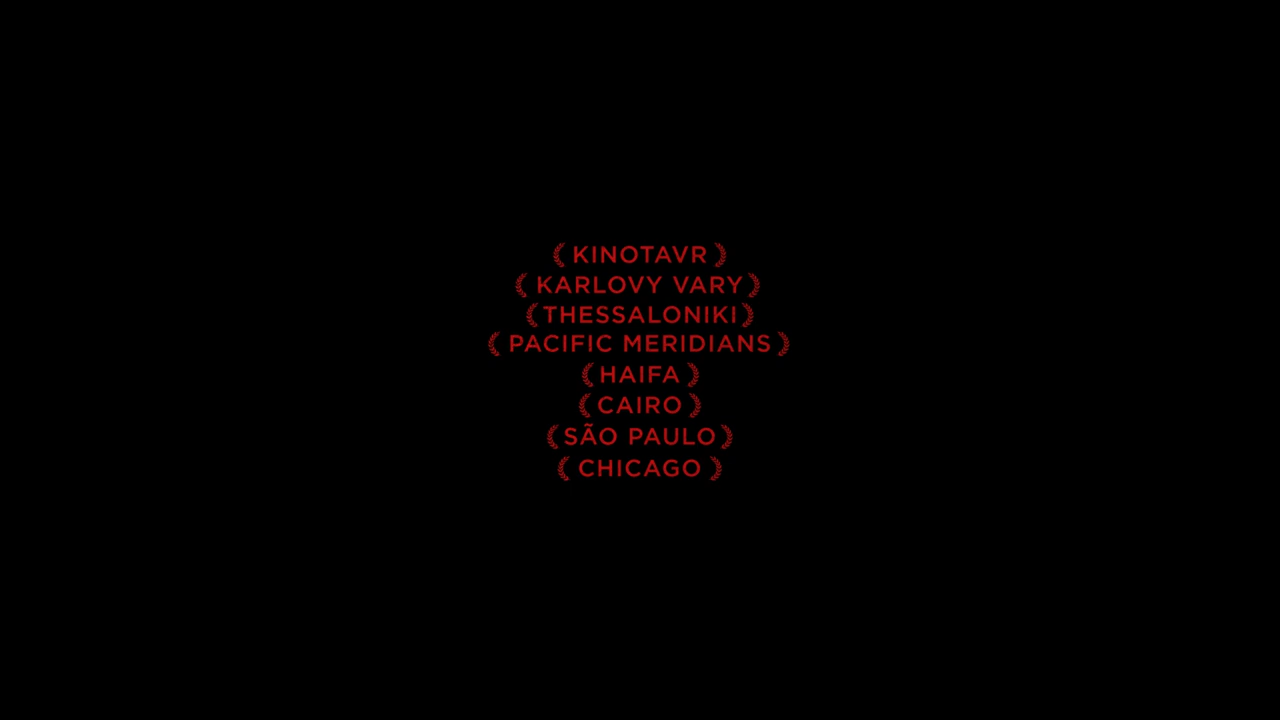 KINOTAVR
KARLOVY VARY
THESSALONIKI
PACIFIC MERIDIANS
HAIFA
CAIRO
SÃO PAULO
CHICAGO